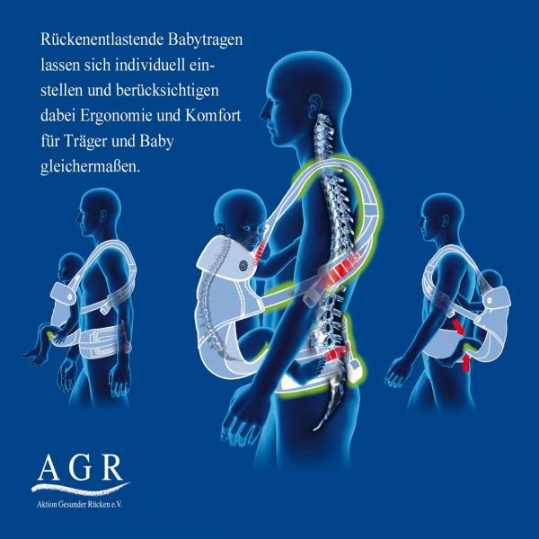 Rückenentlastende Babytragen
lassen sich individuell ein-
stellen und berücksichtigen
dabei Ergonomie und Komfort
für Träger und Baby
gleichermaßen.
AGR
Aktion Gesunder Rücken e.V.